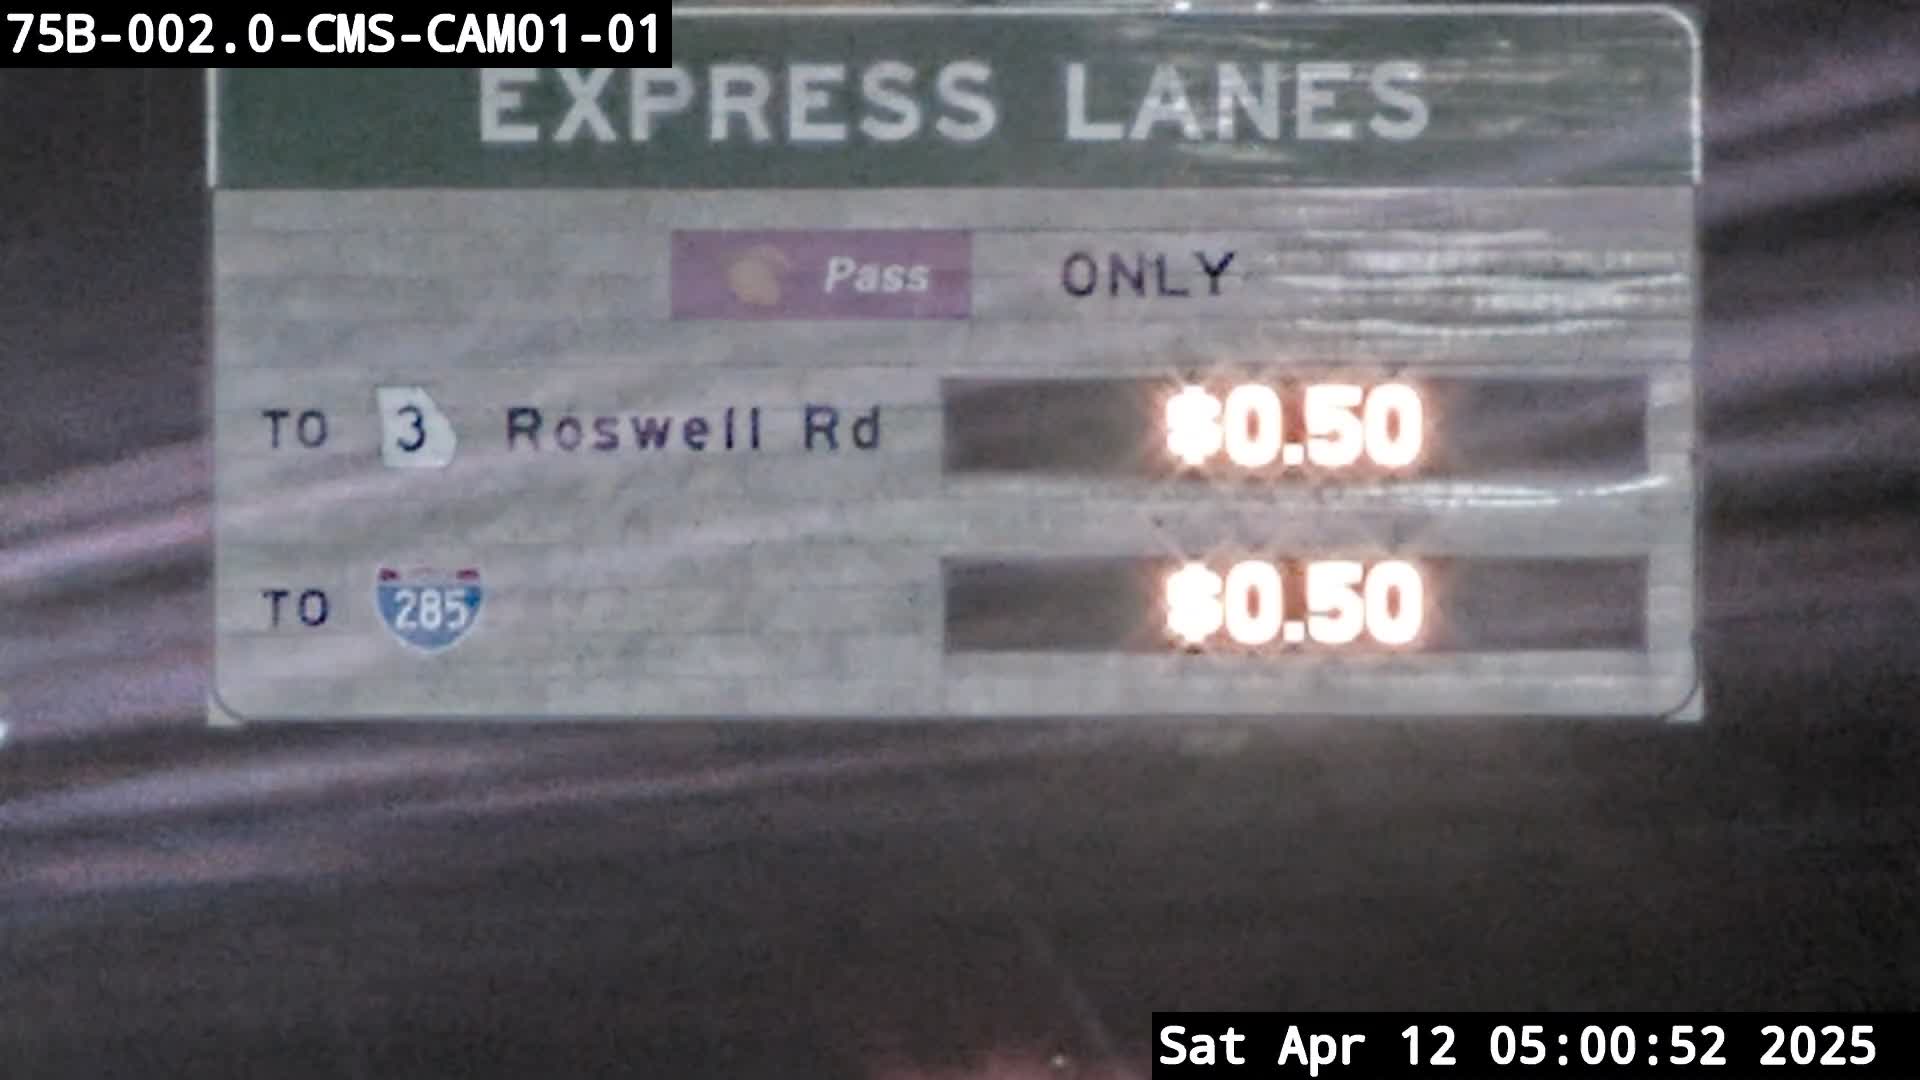 75B-002.0-CMS-CAM01-01
EXPRESS LANES
Pass ONLY
TO 3 Roswell Rd $0.50
TO 285 $0.50
Sat Apr 12 05:00:52 2025